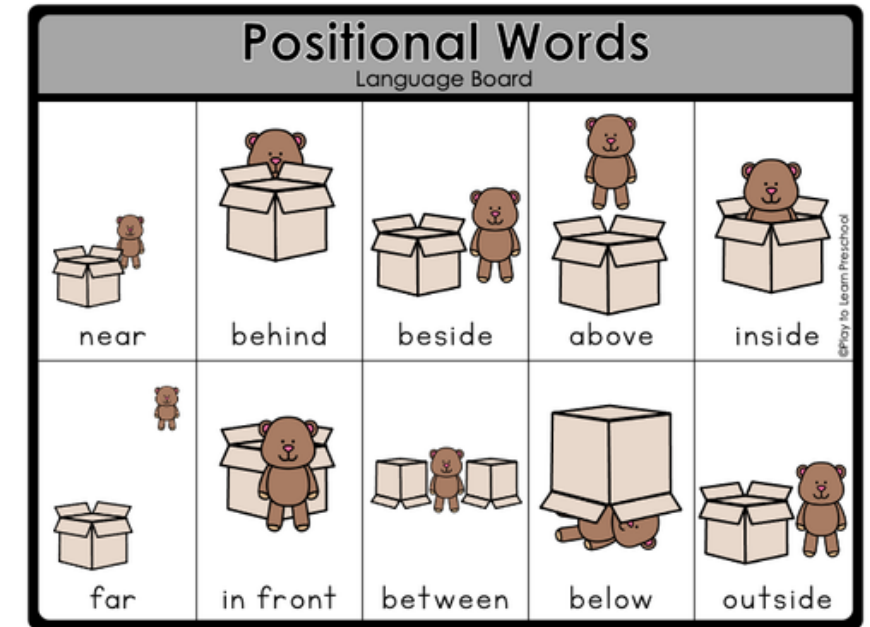 Positional Words
Language Board
near
behind
beside
above
inside
©Play to Learn Preschool
far
in front
between
below
outside